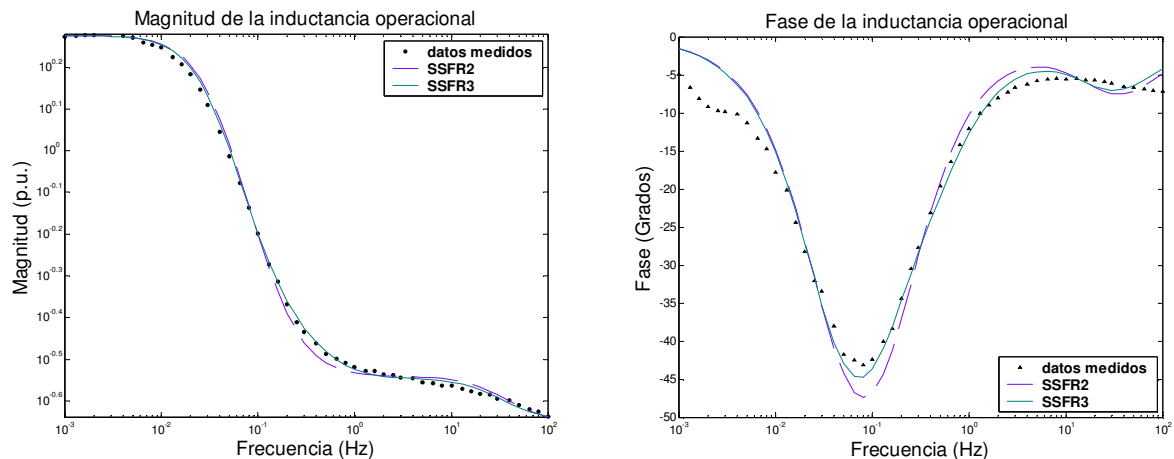 Magnitud de la inductancia operacional
10^0.2
10^0.1
10^0
10^-0.1
10^-0.2
10^-0.3
10^-0.4
10^-0.5
10^-0.6
Magnitud (p.u.)
datos medidos
SSFR2
SSFR3
10^-3
10^-2
10^-1
10^0
10^1
10^2
Frecuencia (Hz)
Fase de la inductancia operacional
0
-5
-10
-15
-20
-25
-30
-35
-40
-45
-50
Fase (Grados)
datos medidos
SSFR2
SSFR3
10^-3
10^-2
10^-1
10^0
10^1
10^2
Frecuencia (Hz)